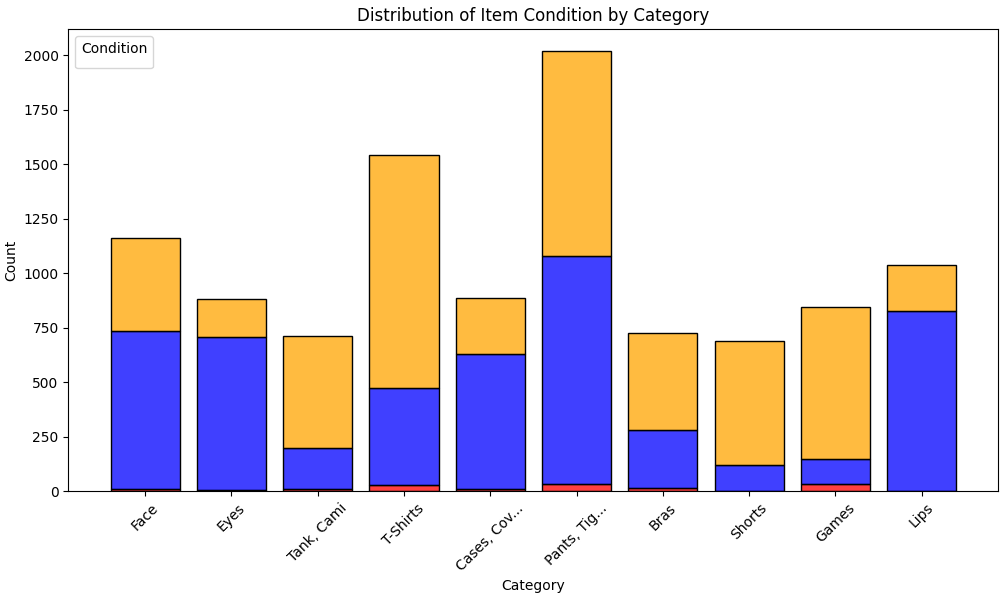 Distribution of Item Condition by Category
Condition
2000
1750
1500
1250
1000
750
500
250
0
Count
Face
Eyes
Tank, Cami
T-Shirts
Cases, Cov...
Pants, Tig...
Bras
Shorts
Games
Lips
Category